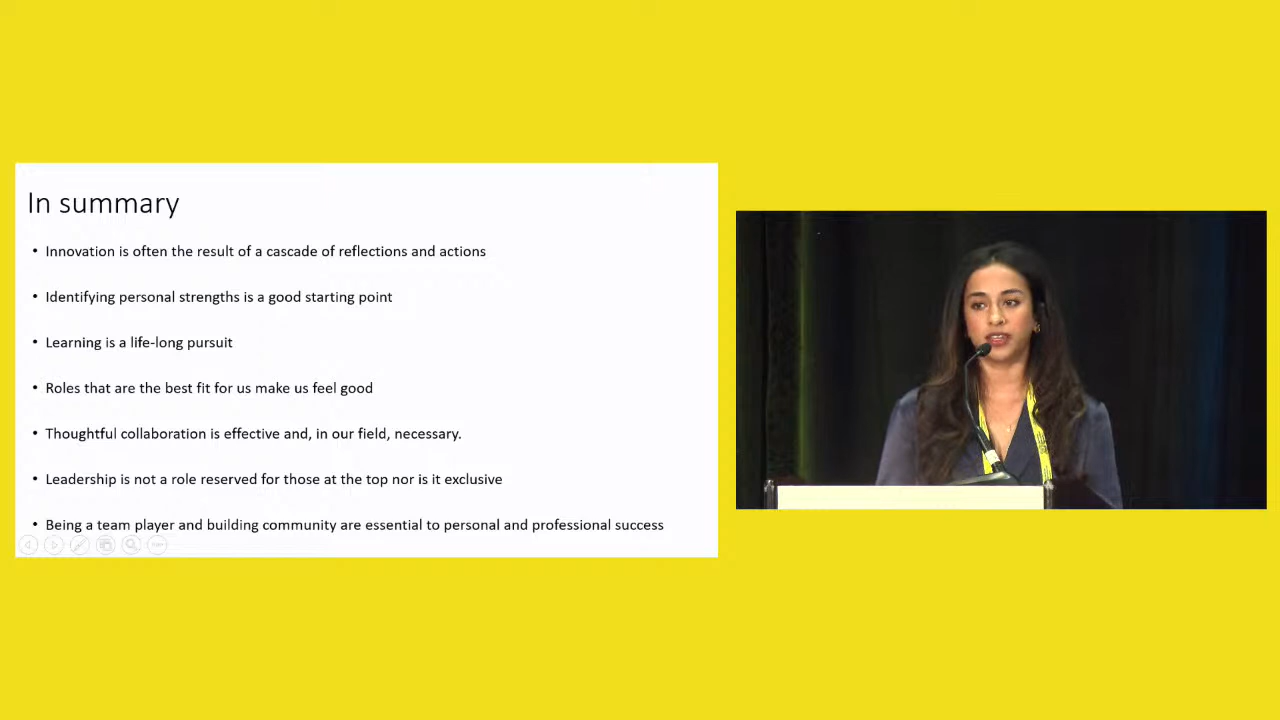 In summary
• Innovation is often the result of a cascade of reflections and actions
• Identifying personal strengths is a good starting point
• Learning is a life-long pursuit
• Roles that are the best fit for us make us feel good
• Thoughtful collaboration is effective and, in our field, necessary.
• Leadership is not a role reserved for those at the top nor is it exclusive
• Being a team player and building community are essential to personal and professional success